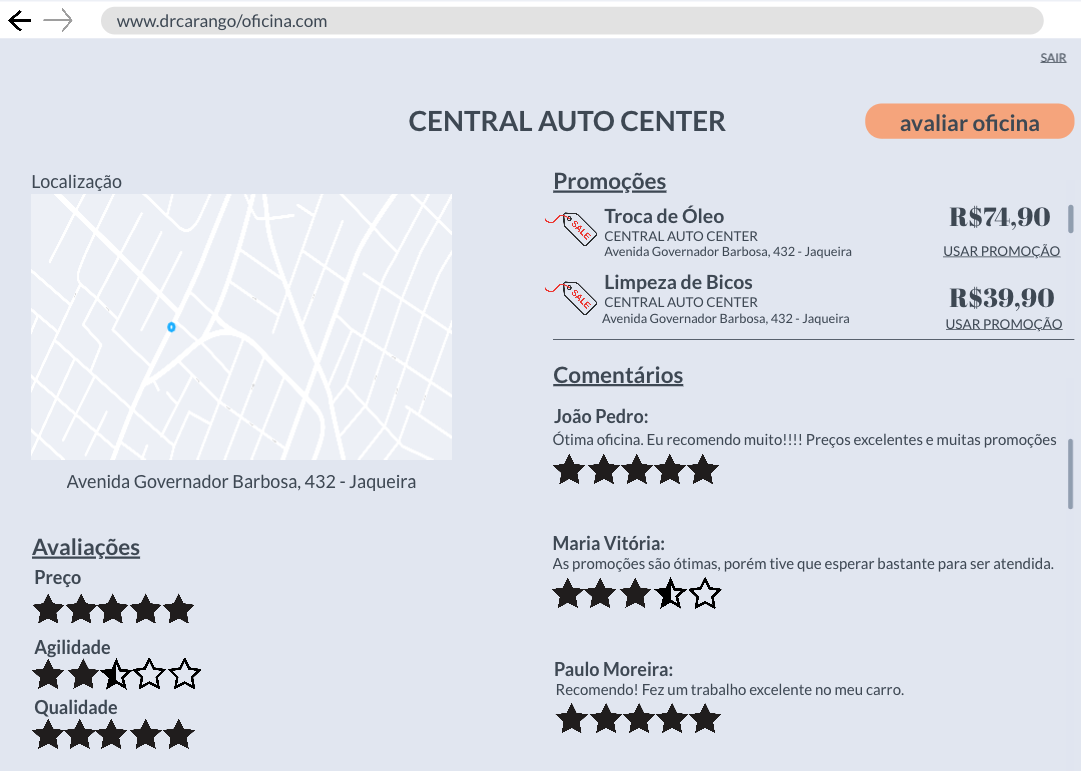 www.drcarango/oficina.com
SAIR
CENTRAL AUTO CENTER
avaliar oficina
Localização
Avenida Governador Barbosa, 432 - Jaqueira
Avaliações
Preço
Agilidade
Qualidade
Promoções
SALE
Troca de Óleo
R$74,90
CENTRAL AUTO CENTER
Avenida Governador Barbosa, 432 - Jaqueira
USAR PROMOÇÃO
SALE
Limpeza de Bicos
R$39,90
CENTRAL AUTO CENTER
Avenida Governador Barbosa, 432 - Jaqueira
USAR PROMOÇÃO
Comentários
João Pedro:
Ótima oficina. Eu recomendo muito!!!! Preços excelentes e muitas promoções
Maria Vitória:
As promoções são ótimas, porém tive que esperar bastante para ser atendida.
Paulo Moreira:
Recomendo! Fez um trabalho excelente no meu carro.